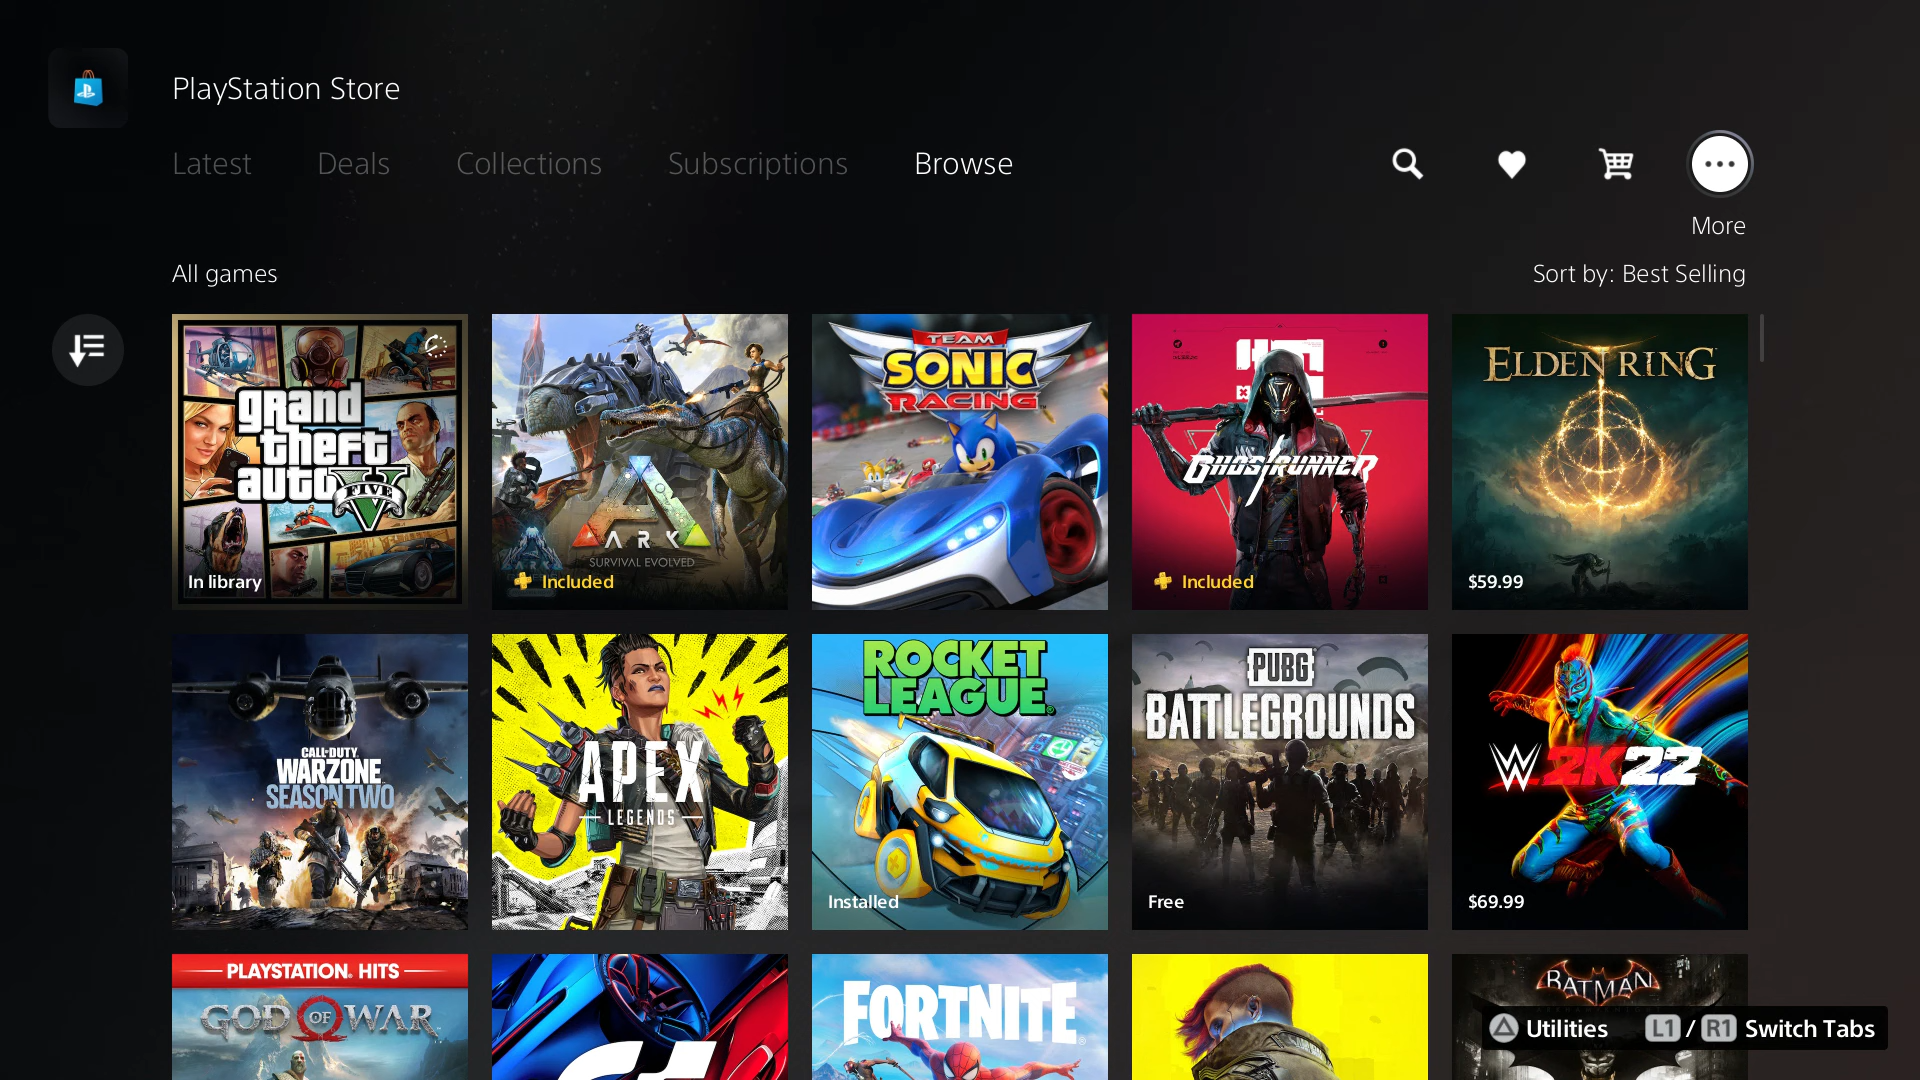 PlayStation Store
Latest
Deals
Collections
Subscriptions
Browse
More
All games
Sort by: Best Selling
grand
theft
auto
FIVE
In library
ARK
SURVIVAL EVOLVED
Included
TEAM
SONIC
RACING
GHOSTRUNNER
Included
ELDEN RING
$59.99
CALL OF DUTY
WARZONE
SEASON TWO
APEX
LEGENDS
ROCKET
LEAGUE
Installed
PUBG
BATTLEGROUNDS
Free
W 2K22
$69.99
PLAYSTATION HITS
GOD OF WAR
FORTNITE
BATMAN
Utilities
L1 / R1 Switch Tabs